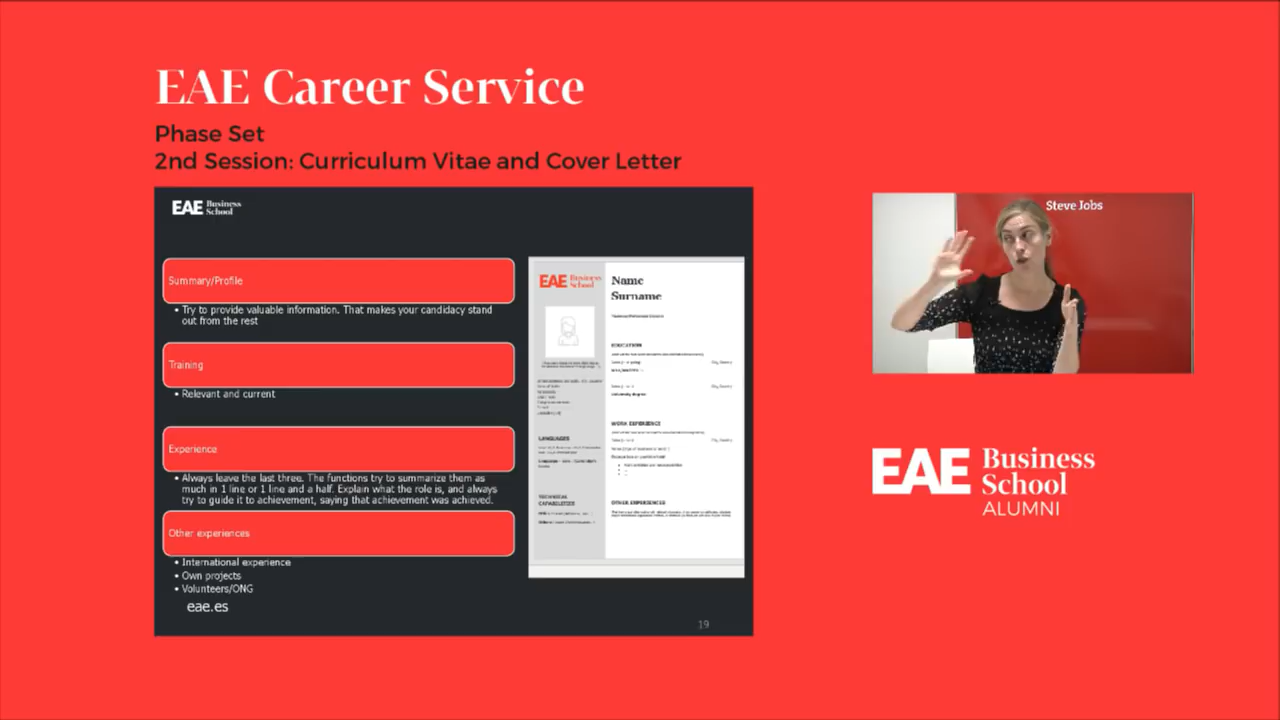 EAE Career Service
Phase Set
2nd Session: Curriculum Vitae and Cover Letter
EAE Business
School
Summary/Profile
• Try to provide valuable information. That makes your candidacy stand
out from the rest
Training
• Relevant and current
Experience
• Always leave the last three. The functions try to summarize them as
much in 1 line or 1 line and a half. Explain what the role is, and always
try to guide it to achievement, saying that achievement was achieved.
Other experiences
• International experience
• Own projects
• Volunteers/ONG
eae.es
19
EAE Business
School
Name
Surname
EDUCATION
WORK EXPERIENCE
OTHER EXPERIENCES
LANGUAGES
TECHNICAL
CAPABILITIES
Steve Jobs
EAE Business
School
ALUMNI